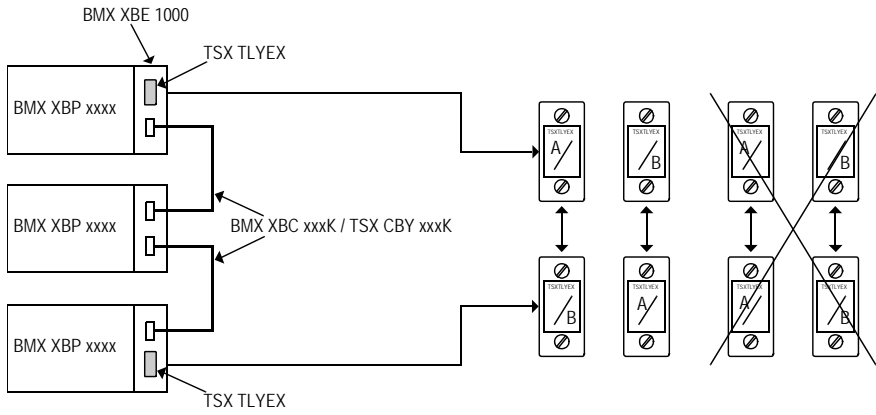 BMX XBE 1000
TSX TLYEX
BMX XBP xxxx
TSXTLYEX
A/
TSXTLYEX
/B
TSXTLYEX
A/
TSXTLYEX
/B
BMX XBP xxxx
BMX XBC xxxK / TSX CBY xxxK
TSXTLYEX
/B
TSXTLYEX
A/
TSXTLYEX
A/
TSXTLYEX
/B
BMX XBP xxxx
TSX TLYEX